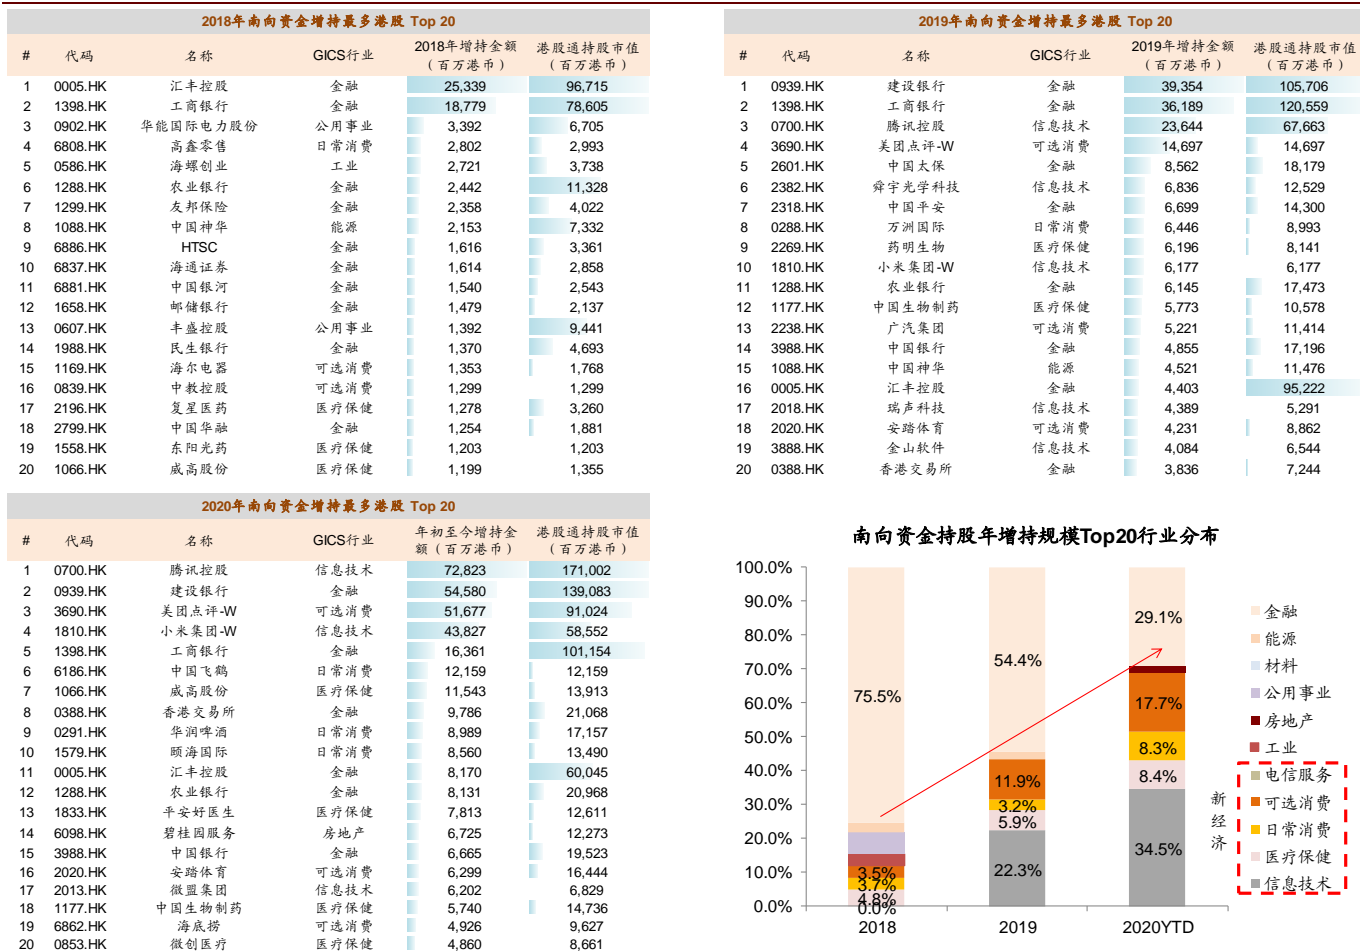 2018年南向资金增持最多港股 Top 20
# 代码 名称 GICS行业 2018年增持金额（百万港币） 港股通持股市值（百万港币）
1 0005.HK 汇丰控股 金融 25,339 96,715
2 1398.HK 工商银行 金融 18,779 78,605
3 0902.HK 华能国际电力股份 公用事业 3,392 6,705
4 6808.HK 高鑫零售 日常消费 2,802 2,993
5 0586.HK 海螺创业 工业 2,721 3,738
6 1288.HK 农业银行 金融 2,442 11,328
7 1299.HK 友邦保险 金融 2,358 4,022
8 1088.HK 中国神华 能源 2,153 7,332
9 6886.HK HTSC 金融 1,616 3,361
10 6837.HK 海通证券 金融 1,614 2,858
11 6881.HK 中国银河 金融 1,540 2,543
12 1658.HK 邮储银行 金融 1,479 2,137
13 0607.HK 丰盛控股 公用事业 1,392 9,441
14 1988.HK 民生银行 金融 1,370 4,693
15 1169.HK 海尔电器 可选消费 1,353 1,768
16 0839.HK 中教控股 可选消费 1,299 1,299
17 2196.HK 复星医药 医疗保健 1,278 3,260
18 2799.HK 中国华融 金融 1,254 1,881
19 1558.HK 东阳光药 医疗保健 1,203 1,203
20 1066.HK 威高股份 医疗保健 1,199 1,355
2019年南向资金增持最多港股 Top 20
# 代码 名称 GICS行业 2019年增持金额（百万港币） 港股通持股市值（百万港币）
1 0939.HK 建设银行 金融 39,354 105,706
2 1398.HK 工商银行 金融 36,189 120,559
3 0700.HK 腾讯控股 信息技术 23,644 67,663
4 3690.HK 美团点评-W 可选消费 14,697 14,697
5 2601.HK 中国太保 金融 8,562 18,179
6 2382.HK 舜宇光学科技 信息技术 6,836 12,529
7 2318.HK 中国平安 金融 6,699 14,300
8 0288.HK 万洲国际 日常消费 6,446 8,993
9 2269.HK 药明生物 医疗保健 6,196 8,141
10 1810.HK 小米集团-W 信息技术 6,177 6,177
11 1288.HK 农业银行 金融 6,145 17,473
12 1177.HK 中国生物制药 医疗保健 5,773 10,578
13 2238.HK 广汽集团 可选消费 5,221 11,414
14 3988.HK 中国银行 金融 4,855 17,196
15 1088.HK 中国神华 能源 4,521 11,476
16 0005.HK 汇丰控股 金融 4,403 95,222
17 2018.HK 瑞声科技 信息技术 4,389 5,291
18 2020.HK 安踏体育 可选消费 4,231 8,862
19 3888.HK 金山软件 信息技术 4,084 6,544
20 0388.HK 香港交易所 金融 3,836 7,244
2020年南向资金增持最多港股 Top 20
# 代码 名称 GICS行业 年初至今增持金额（百万港币） 港股通持股市值（百万港币）
1 0700.HK 腾讯控股 信息技术 72,823 171,002
2 0939.HK 建设银行 金融 54,580 139,083
3 3690.HK 美团点评-W 可选消费 51,677 91,024
4 1810.HK 小米集团-W 信息技术 43,827 58,552
5 1398.HK 工商银行 金融 16,361 101,154
6 6186.HK 中国飞鹤 日常消费 12,159 12,159
7 1066.HK 威高股份 医疗保健 11,543 13,913
8 0388.HK 香港交易所 金融 9,786 21,068
9 0291.HK 华润啤酒 日常消费 8,989 17,157
10 1579.HK 颐海国际 日常消费 8,560 13,490
11 0005.HK 汇丰控股 金融 8,170 60,045
12 1288.HK 农业银行 金融 8,131 20,968
13 1833.HK 平安好医生 医疗保健 7,813 12,611
14 6098.HK 碧桂园服务 房地产 6,725 12,273
15 3988.HK 中国银行 金融 6,665 19,523
16 2020.HK 安踏体育 可选消费 6,299 16,444
17 2013.HK 微盟集团 信息技术 6,202 6,829
18 1177.HK 中国生物制药 医疗保健 5,740 14,736
19 6862.HK 海底捞 可选消费 4,926 9,627
20 0853.HK 微创医疗 医疗保健 4,860 8,661
南向资金持股年增持规模Top20行业分布
100.0%
90.0%
80.0%
70.0%
60.0%
50.0%
40.0%
30.0%
20.0%
10.0%
0.0%
75.5%
3.5%
3.7%
4.8%
0.0%
54.4%
11.9%
3.2%
5.9%
22.3%
29.1%
17.7%
8.3%
8.4%
34.5%
2018 2019 2020YTD
金融
能源
材料
公用事业
房地产
工业
电信服务
可选消费
日常消费
医疗保健
信息技术
新经济